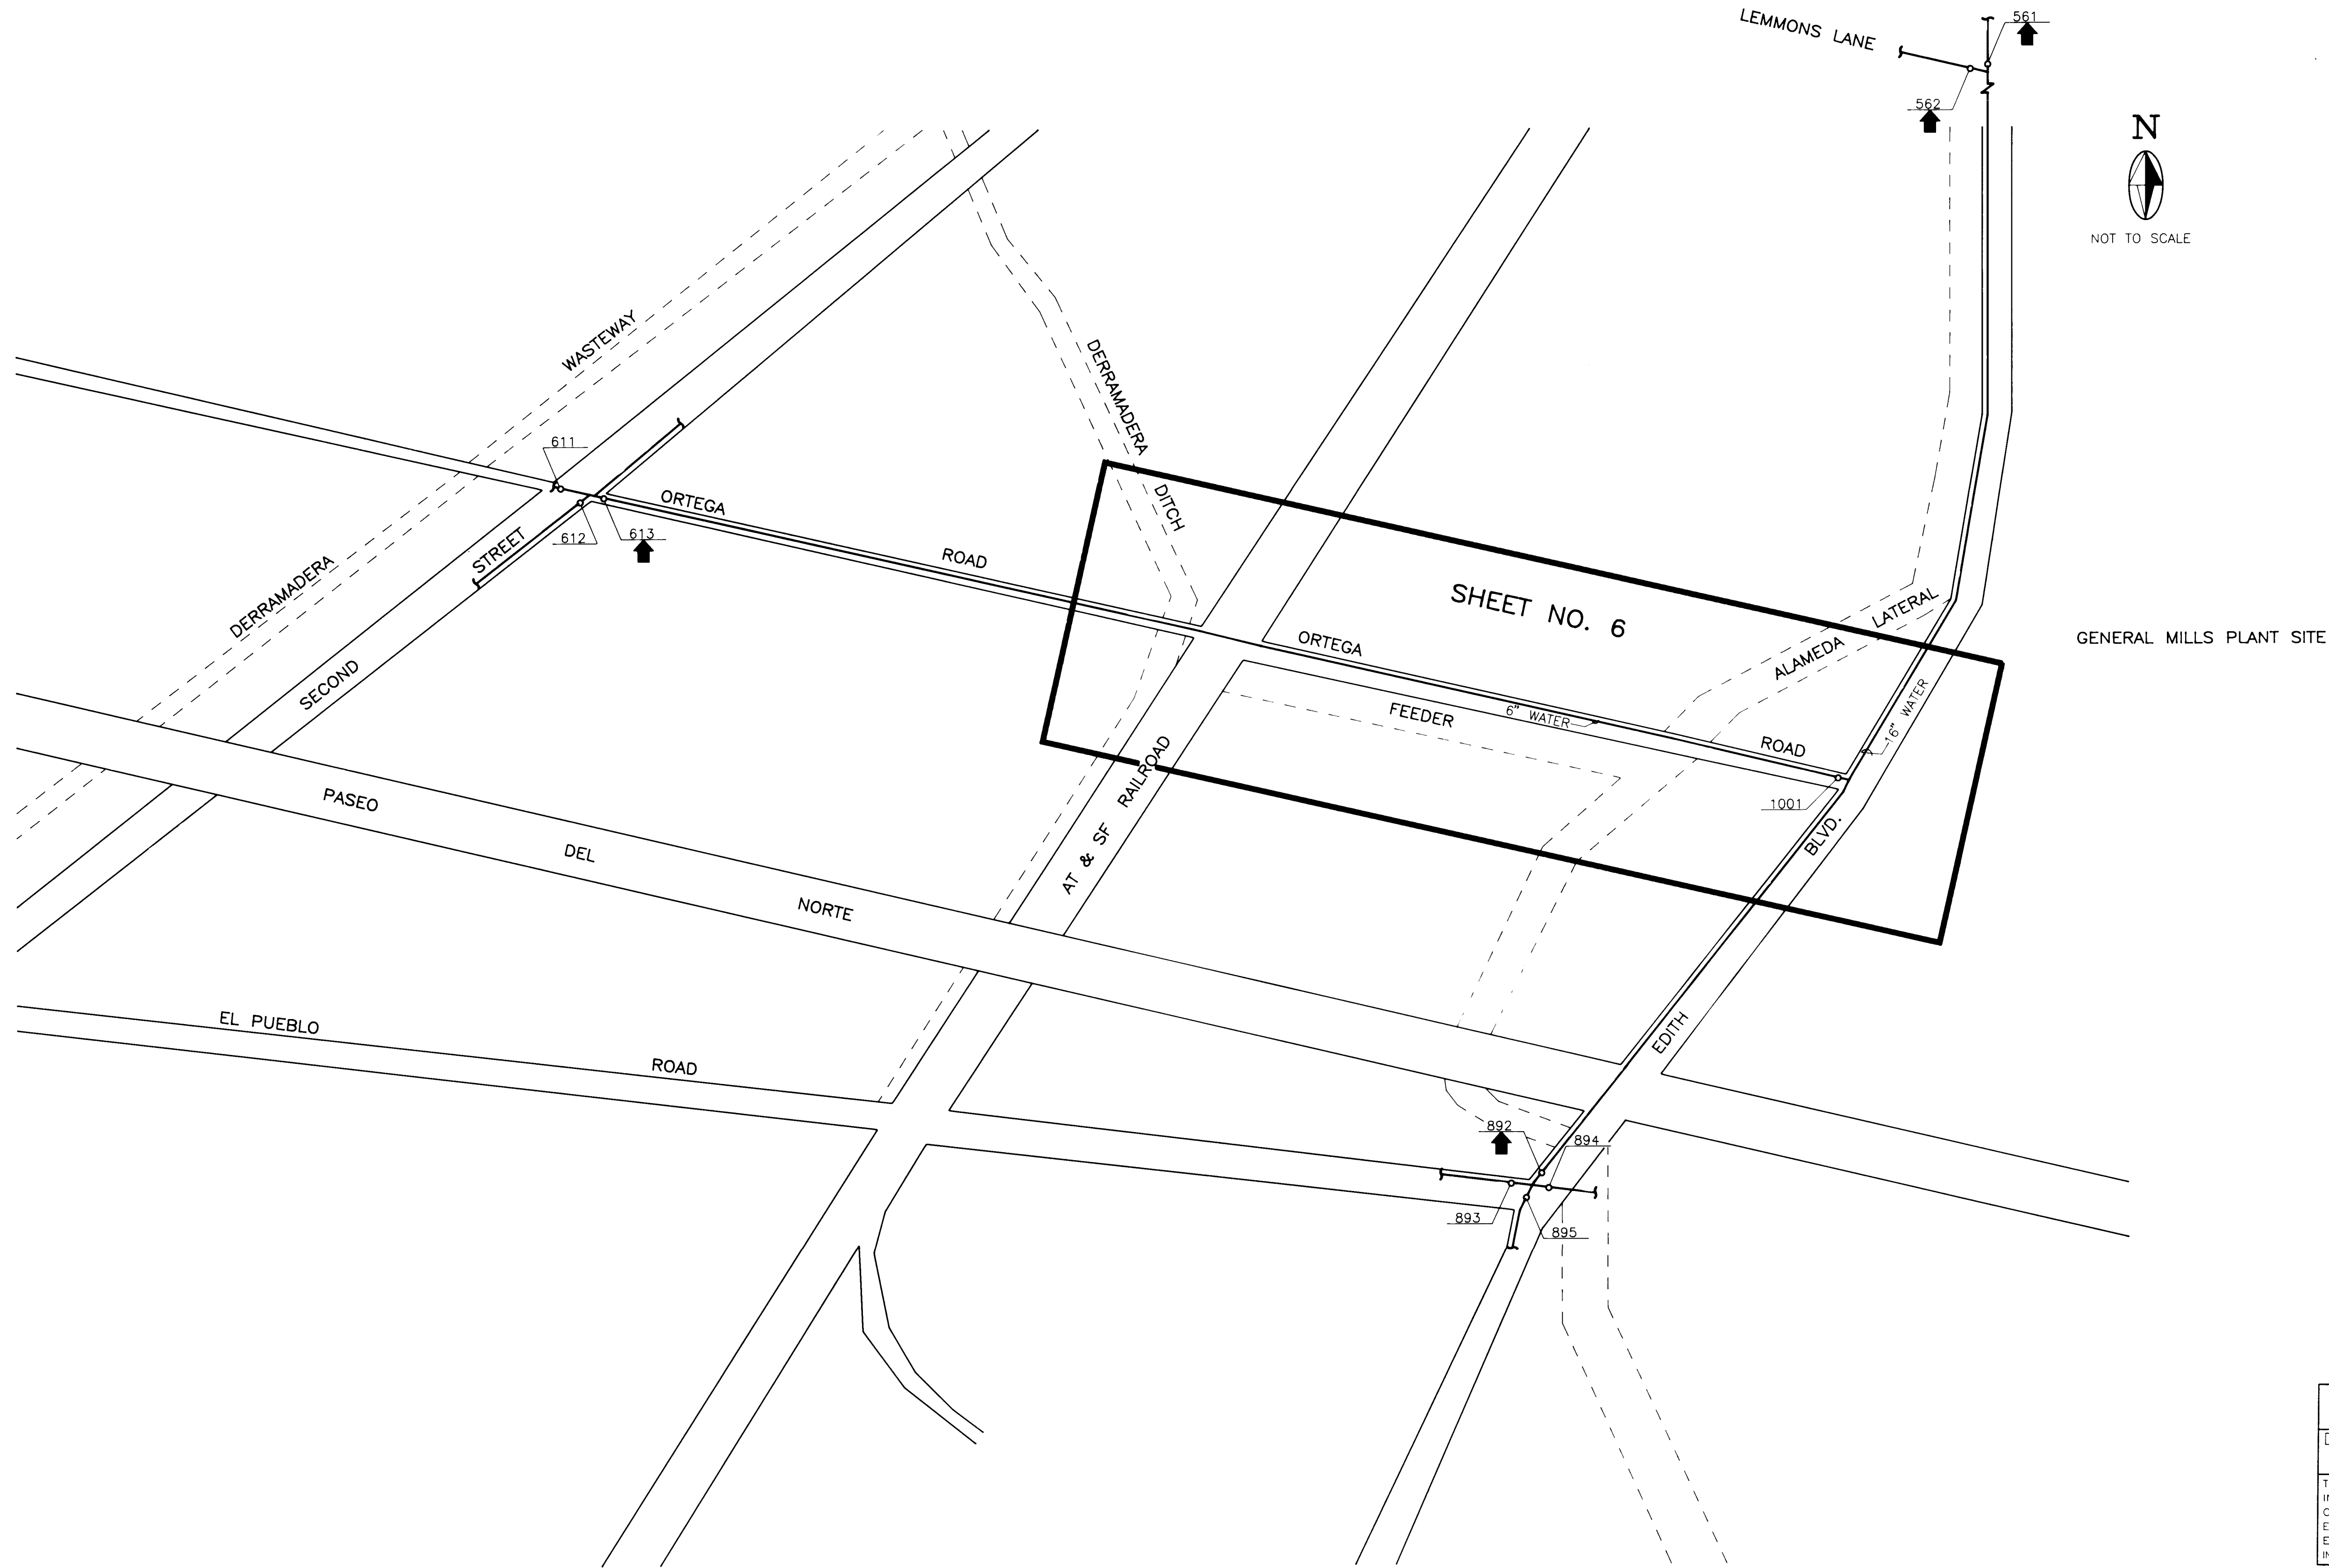 LEMMONS LANE
561
562
N
NOT TO SCALE
WASTEWAY
DERRAMADERA
DITCH
611
ORTEGA
612
613
STREET
ROAD
DERRAMADERA
SHEET NO. 6
LATERAL
ALAMEDA
GENERAL MILLS PLANT SITE
ORTEGA
SECOND
FEEDER
6" WATER
16" WATER
ROAD
RAILROAD
1001
PASEO
BLVD.
DEL
AT & SF
NORTE
EL PUEBLO
EDITH
ROAD
892
894
893
895